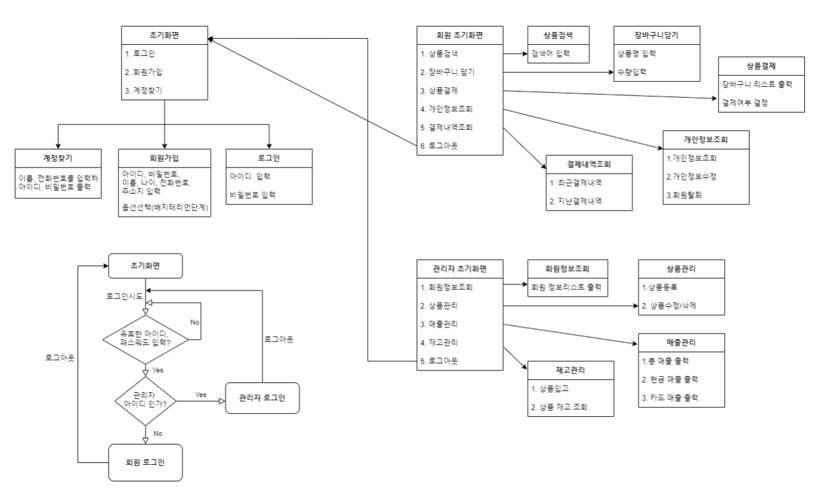 초기화면
1. 로그인
2. 회원가입
3. 계정찾기
계정찾기
이름, 전화번호를 입력하
아이디, 비밀번호 출력
회원가입
아이디, 비밀번호,
이름, 나이, 전화번호,
주소지 입력
옵션선택(베지테리언단계)
로그인
아이디 입력
비밀번호 입력
회원 초기화면
1. 상품검색
2. 장바구니 담기
3. 상품결제
4. 개인정보조회
5. 결제내역조회
6. 로그아웃
상품검색
검색어 입력
장바구니담기
상품명 입력
수량입력
상품결제
장바구니 리스트 출력
결제여부 결정
개인정보조회
1.개인정보조회
2.개인정보수정
3.회원탈퇴
결제내역조회
1. 최근결제내역
2. 지난결제내역
초기화면
로그인시도
No
유효한 아이디,
패스워드 입력?
로그아웃
로그아웃
Yes
관리자
아이디 인가?
Yes
관리자 로그인
No
회원 로그인
관리자 초기화면
1. 회원정보조회
2. 상품관리
3. 매출관리
4. 재고관리
5. 로그아웃
회원정보조회
회원 정보리스트 출력
상품관리
1.상품등록
2. 상품수정/삭제
매출관리
1.총 매출 출력
2. 현금 매출 출력
3. 카드 매출 출력
재고관리
1. 상품입고
2. 상품 재고 조회